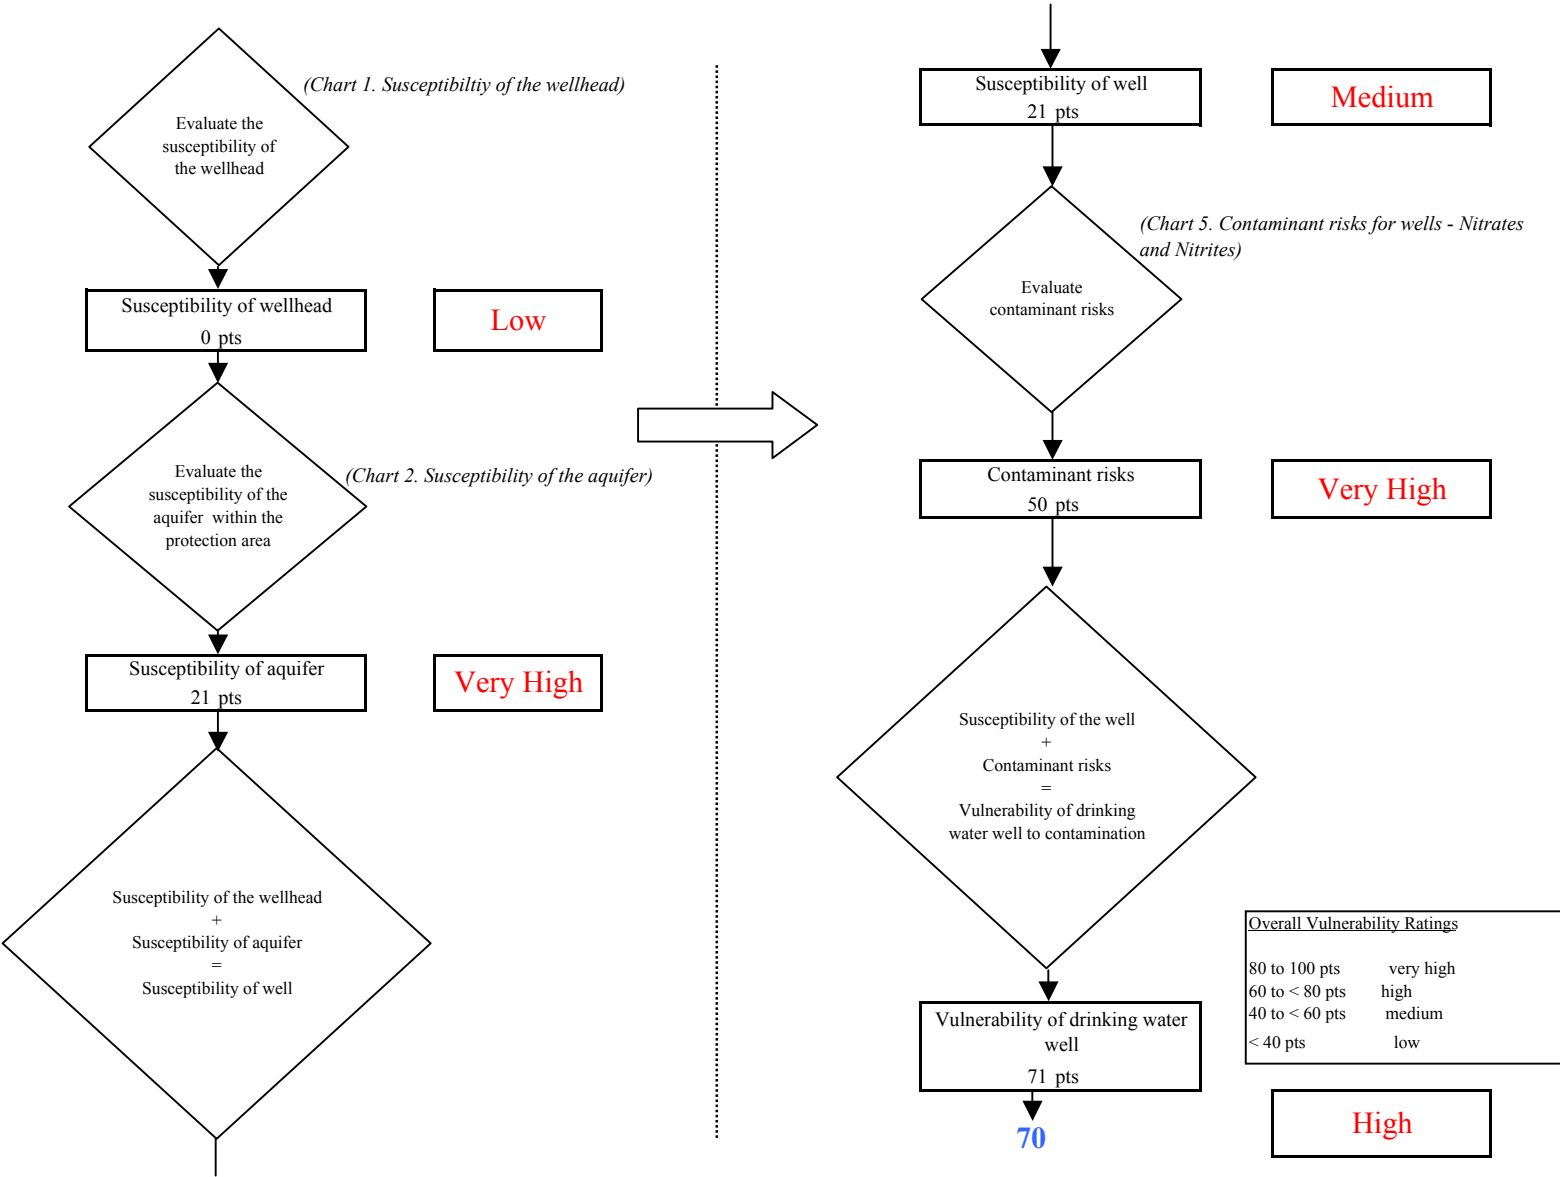 (Chart 1. Susceptibiltiy of the wellhead)
Evaluate the
susceptibility of
the wellhead
Susceptibility of wellhead
0 pts
Low
Evaluate the
susceptibility of the
aquifer within the
protection area
(Chart 2. Susceptibility of the aquifer)
Susceptibility of aquifer
21 pts
Very High
Susceptibility of the wellhead
+
Susceptibility of aquifer
=
Susceptibility of well
Susceptibility of well
21 pts
Medium
(Chart 5. Contaminant risks for wells - Nitrates
and Nitrites)
Evaluate
contaminant risks
Contaminant risks
50 pts
Very High
Susceptibility of the well
+
Contaminant risks
=
Vulnerability of drinking
water well to contamination
Overall Vulnerability Ratings
80 to 100 pts very high
60 to < 80 pts high
40 to < 60 pts medium
< 40 pts low
Vulnerability of drinking water
well
71 pts
70
High